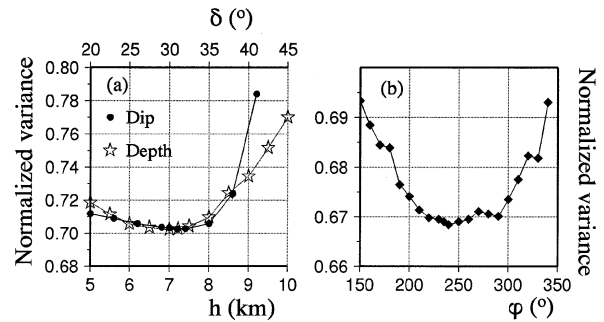 δ (º)
20 25 30 35 40 45
Normalized variance
0.80
0.78
0.76
0.74
0.72
0.70
0.68
(a)
Dip
Depth
5 6 7 8 9 10
h (km)
(b)
0.69
0.68
0.67
0.66
150 200 250 300 350
φ (º)
Normalized variance